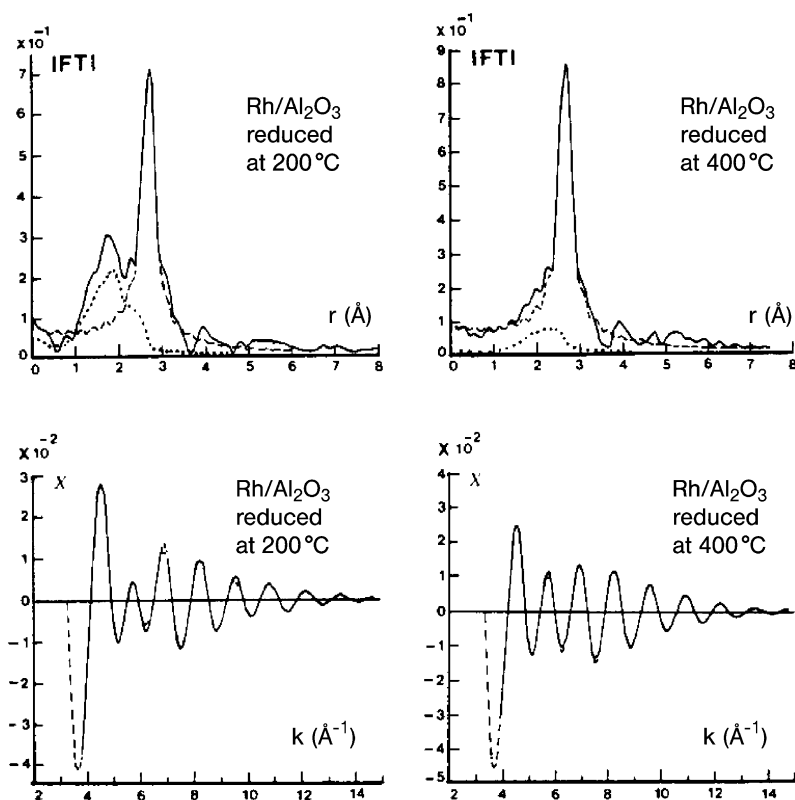 x10⁻¹
|FT|
7
6
5
4
3
2
1
0
Rh/Al₂O₃
reduced
at 200°C
r (Å)
0 1 2 3 4 5 6 7 8
x10⁻¹
|FT|
9
8
7
6
5
4
3
2
1
0
Rh/Al₂O₃
reduced
at 400°C
r (Å)
0 1 2 3 4 5 6 7 8
x10⁻²
χ
3
2
1
0
−1
−2
−3
−4
Rh/Al₂O₃
reduced
at 200°C
k (Å⁻¹)
2 4 6 8 10 12 14
x10⁻²
χ
4
3
2
1
0
−1
−2
−3
−4
−5
Rh/Al₂O₃
reduced
at 400°C
k (Å⁻¹)
2 4 6 8 10 12 14